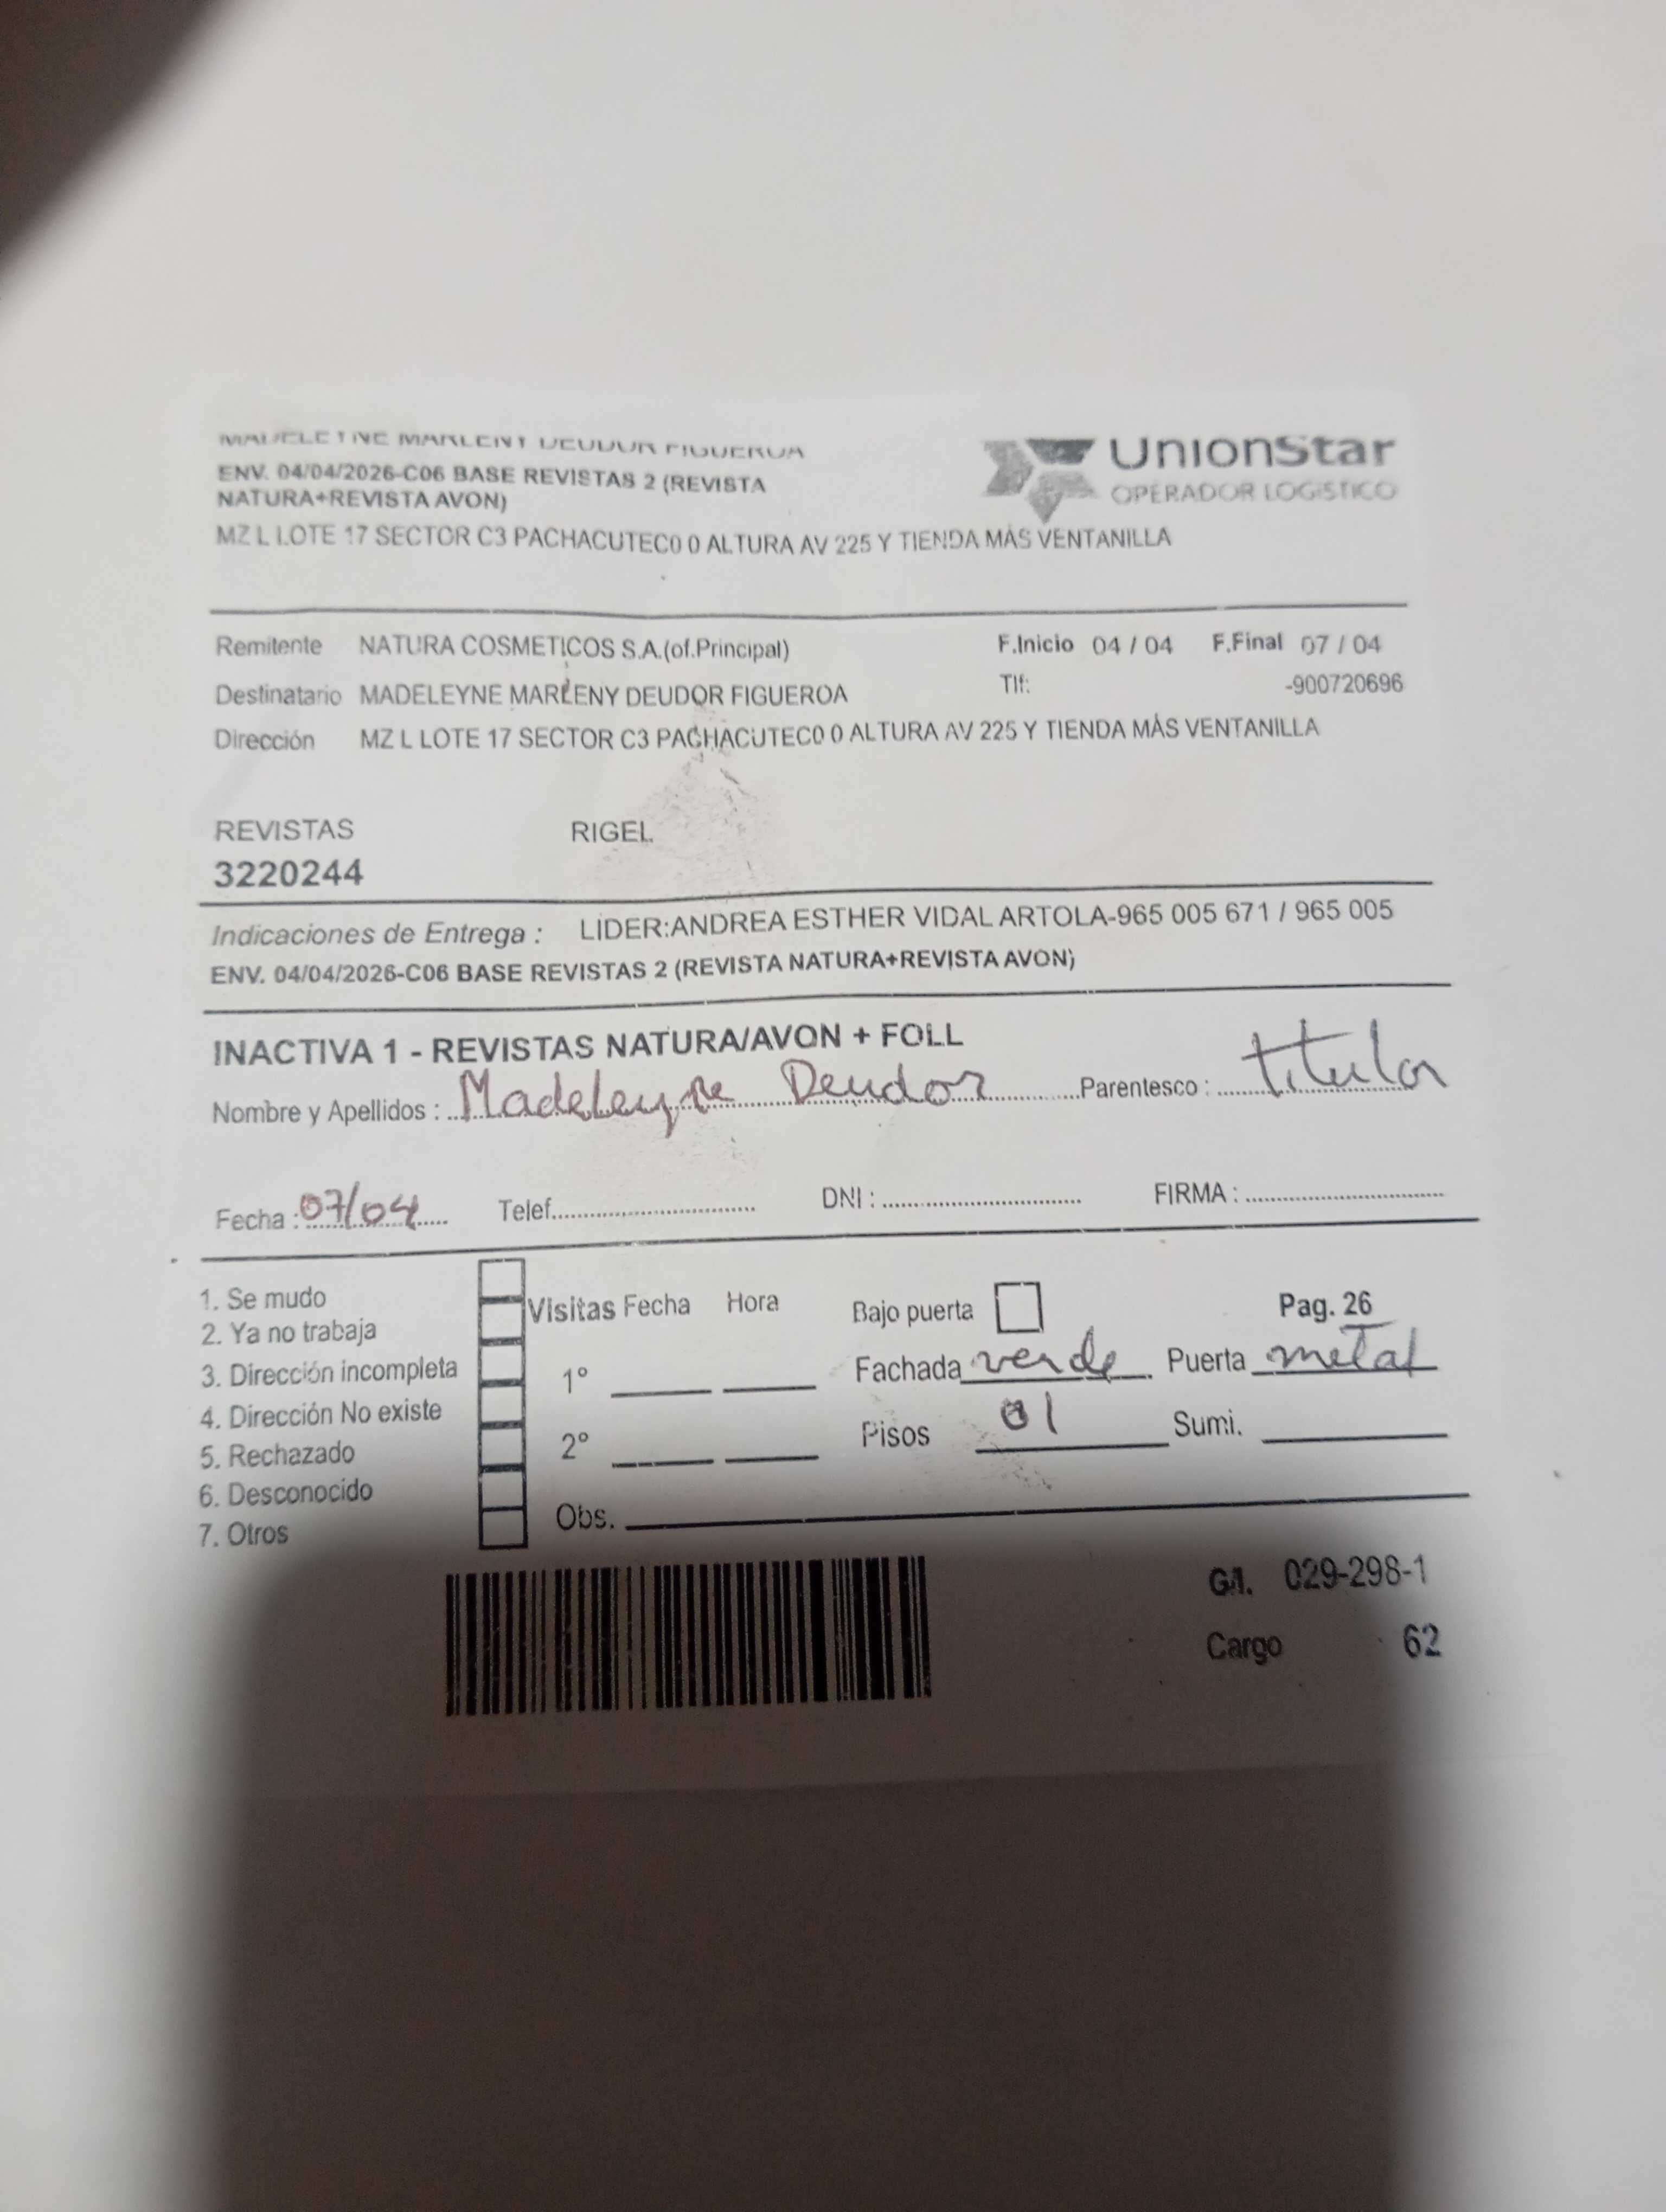 MADELEYNE MARLENY DEUDOR FIGUEROA
ENV. 04/04/2026-C06 BASE REVISTAS 2 (REVISTA
NATURA+REVISTA AVON)
UnionStar
OPERADOR LOGISTICO
MZ L LOTE 17 SECTOR C3 PACHACUTEC0 0 ALTURA AV 225 Y TIENDA MÁS VENTANILLA
Remitente NATURA COSMETICOS S.A.(of.Principal) F.Inicio 04 / 04 F.Final 07 / 04
Destinatario MADELEYNE MARLENY DEUDOR FIGUEROA Tlf: -900720696
Dirección MZ L LOTE 17 SECTOR C3 PACHACUTEC0 0 ALTURA AV 225 Y TIENDA MÁS VENTANILLA
REVISTAS RIGEL
3220244
Indicaciones de Entrega : LIDER:ANDREA ESTHER VIDAL ARTOLA-965 005 671 / 965 005
ENV. 04/04/2026-C06 BASE REVISTAS 2 (REVISTA NATURA+REVISTA AVON)
INACTIVA 1 - REVISTAS NATURA/AVON + FOLL
Nombre y Apellidos : Madeleyne Deudor Parentesco : titular
Fecha : 07/04 Telef. DNI : FIRMA :
1. Se mudo
2. Ya no trabaja
3. Dirección incompleta
4. Dirección No existe
5. Rechazado
6. Desconocido
7. Otros
Visitas Fecha Hora
1°
2°
Obs.
Bajo puerta Pag. 26
Fachada verde Puerta metal
Pisos 01 Sumi.
G/I. 029-298-1
Cargo 62